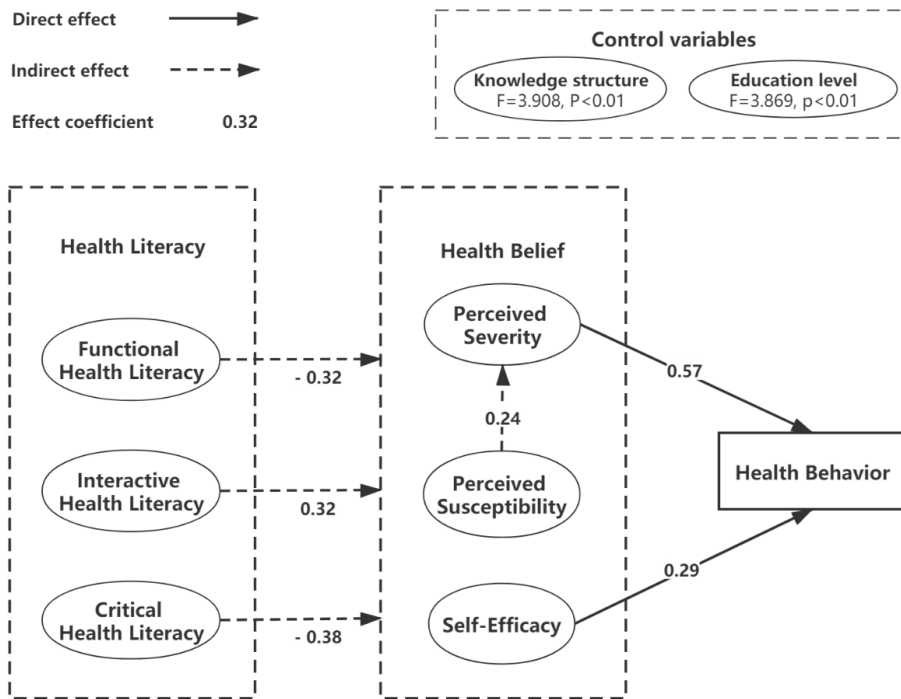 Direct effect
Indirect effect
Effect coefficient 0.32
Control variables
Knowledge structure
F=3.908, P<0.01
Education level
F=3.869, p<0.01
Health Literacy
Functional
Health Literacy
Interactive
Health Literacy
Critical
Health Literacy
- 0.32
0.32
- 0.38
Health Belief
Perceived
Severity
0.24
Perceived
Susceptibility
Self-Efficacy
0.57
0.29
Health Behavior